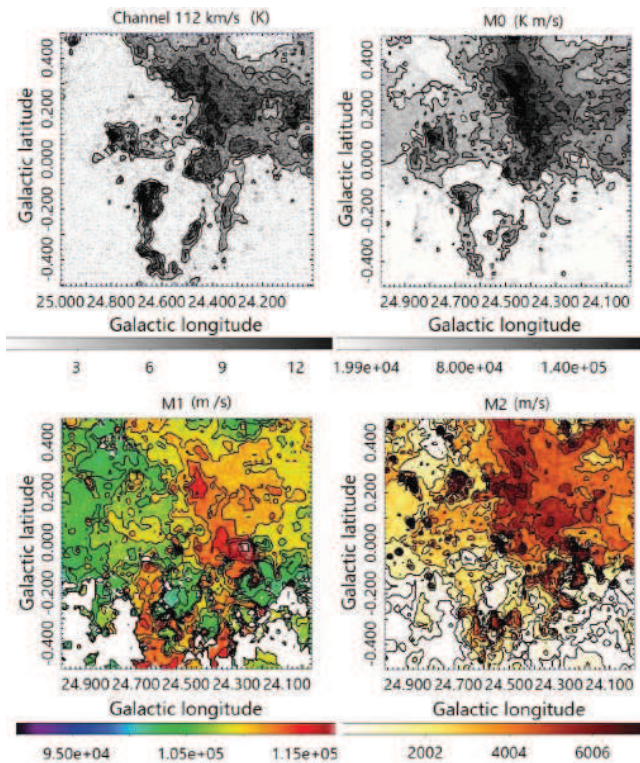 Channel 112 km/s (K)
M0 (K m/s)
Galactic latitude
0.400
0.200
0.000
-0.200
-0.400
25.000 24.800 24.600 24.400 24.200
Galactic longitude
3 6 9 12
Galactic latitude
0.400
0.200
0.000
-0.200
-0.400
24.900 24.700 24.500 24.300 24.100
Galactic longitude
1.99e+04 8.00e+04 1.40e+05
M1 (m/s)
M2 (m/s)
Galactic latitude
0.400
0.200
0.000
-0.200
-0.400
24.900 24.700 24.500 24.300 24.100
Galactic longitude
9.50e+04 1.05e+05 1.15e+05
Galactic latitude
0.400
0.200
0.000
-0.200
-0.400
24.900 24.700 24.500 24.300 24.100
Galactic longitude
2002 4004 6006